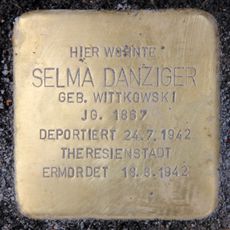 HIER WOHNTE
SELMA DANZIGER
GEB. WITTKOWSKI
JG. 1867
DEPORTIERT 24.7.1942
THERESIENSTADT
ERMORDET 18.8.1942